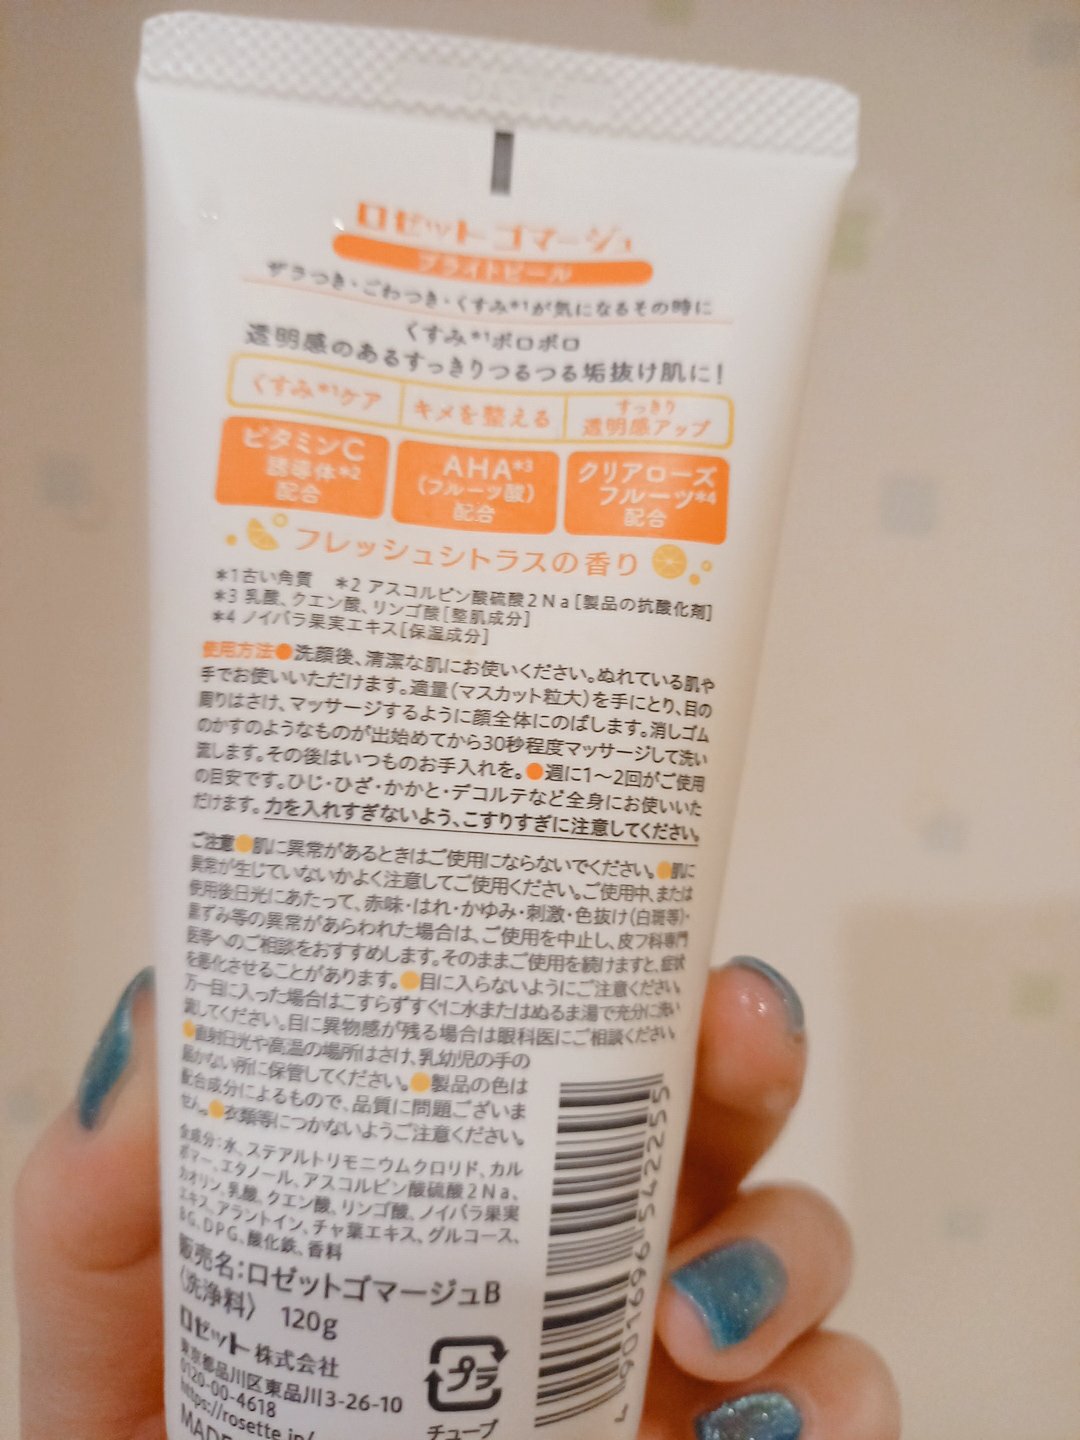 ロゼット ゴマージュ
ブライトピール
ザラつき・ごわつき・くすみ*1が気になるその時に
くすみ*1ポロポロ
透明感のあるすっきりつるつる垢抜け肌に!
くすみ*1ケア
キメを整える
すっきり
透明感アップ
ビタミンC
誘導体*2
配合
AHA*3
(フルーツ酸)
配合
クリアローズ
フルーツ*4
配合
フレッシュシトラスの香り
*1古い角質 *2 アスコルビン酸硫酸2Na[製品の抗酸化剤]
*3 乳酸、クエン酸、リンゴ酸[整肌成分]
*4 ノイバラ果実エキス[保湿成分]
使用方法●洗顔後、清潔な肌にお使いください。ぬれている肌や
手でお使いいただけます。適量(マスカット粒大)を手にとり、目の
周りはさけ、マッサージするように顔全体にのばします。消しゴム
のかすのようなものが出始めてから30秒程度マッサージして洗い
流します。その後はいつものお手入れを。●週に1〜2回がご使用
の目安です。ひじ・ひざ・かかと・デコルテなど全身にお使いいた
だけます。力を入れすぎないよう、こすりすぎに注意してください。
ご注意●肌に異常があるときはご使用にならないでください。●肌に
異常が生じていないかよく注意してご使用ください。ご使用中、または
使用後日光にあたって、赤味・はれ・かゆみ・刺激・色抜け(白斑等)・
黒ずみ等の異常があらわれた場合は、ご使用を中止し、皮フ科専門
医等へのご相談をおすすめします。そのままご使用を続けますと、症状
を悪化させることがあります。●目に入らないようにご注意ください。
万一目に入った場合はこすらずすぐに水またはぬるま湯で充分に洗い
流してください。目に異物感が残る場合は眼科医にご相談ください。
●直射日光や高温の場所はさけ、乳幼児の手の
届かない所に保管してください。●製品の色は
配合成分によるもので、品質に問題ございま
せん。●衣類等につかないようご注意ください。
全成分：水、ステアルトリモニウムクロリド、カル
ボマー、エタノール、アスコルビン酸硫酸2Na、
カオリン、乳酸、クエン酸、リンゴ酸、ノイバラ果実
エキス、アラントイン、チャ葉エキス、グルコース、
BG、DPG、酸化鉄、香料
販売名：ロゼットゴマージュB
〈洗浄料〉 120g
ロゼット 株式会社
東京都品川区東品川3-26-10
0120-00-4618
https://rosette.jp/
MADE
プラ
チューブ
4 901696 542255